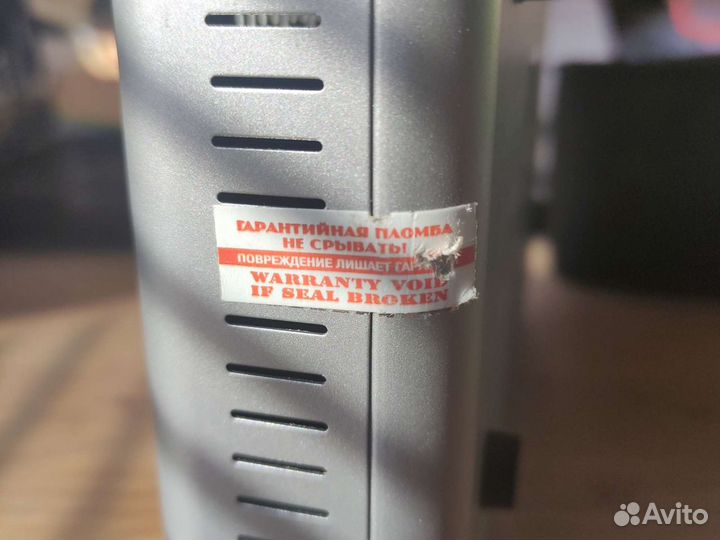 ГАРАНТИЙНАЯ ПЛОМБА
НЕ СРЫВАТЬ!
ПОВРЕЖДЕНИЕ ЛИШАЕТ
WARRANTY VOID
IF SEAL BROKEN
Avito